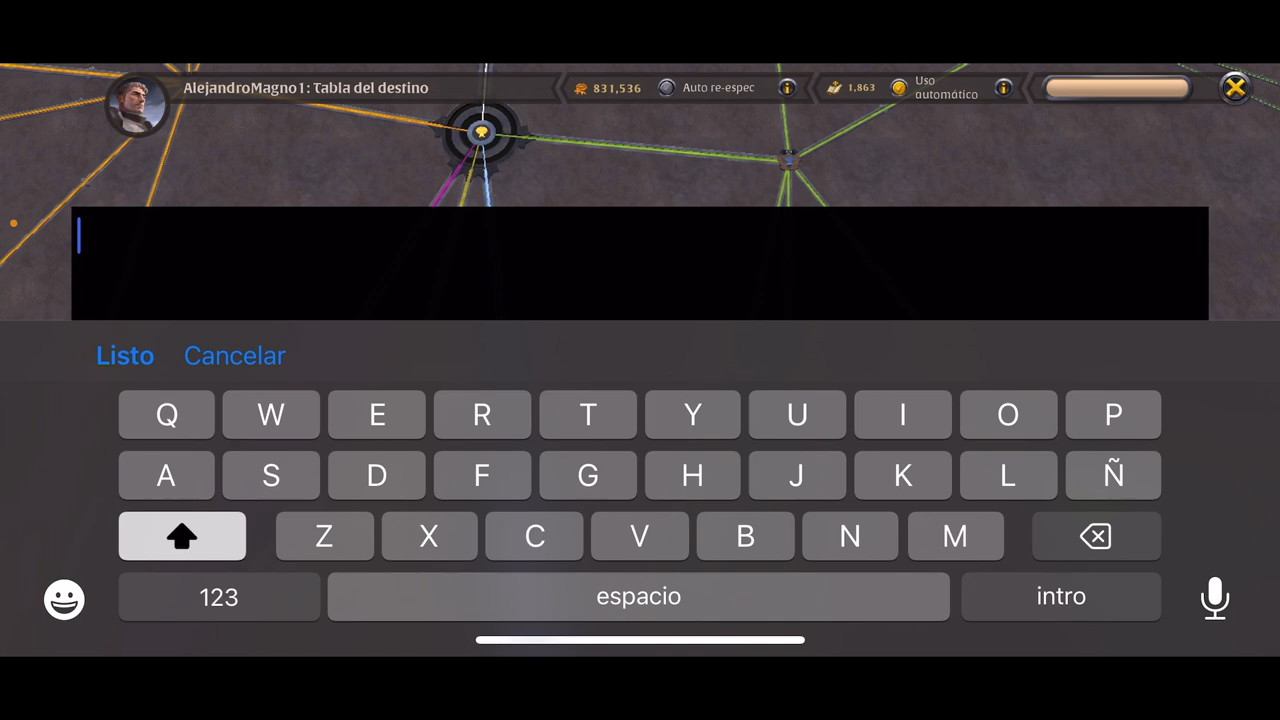 AlejandroMagno1: Tabla del destino
831,536
Auto re-espec
1,863
Uso
automático
Listo Cancelar
Q W E R T Y U I O P
A S D F G H J K L Ñ
Z X C V B N M
123 espacio intro